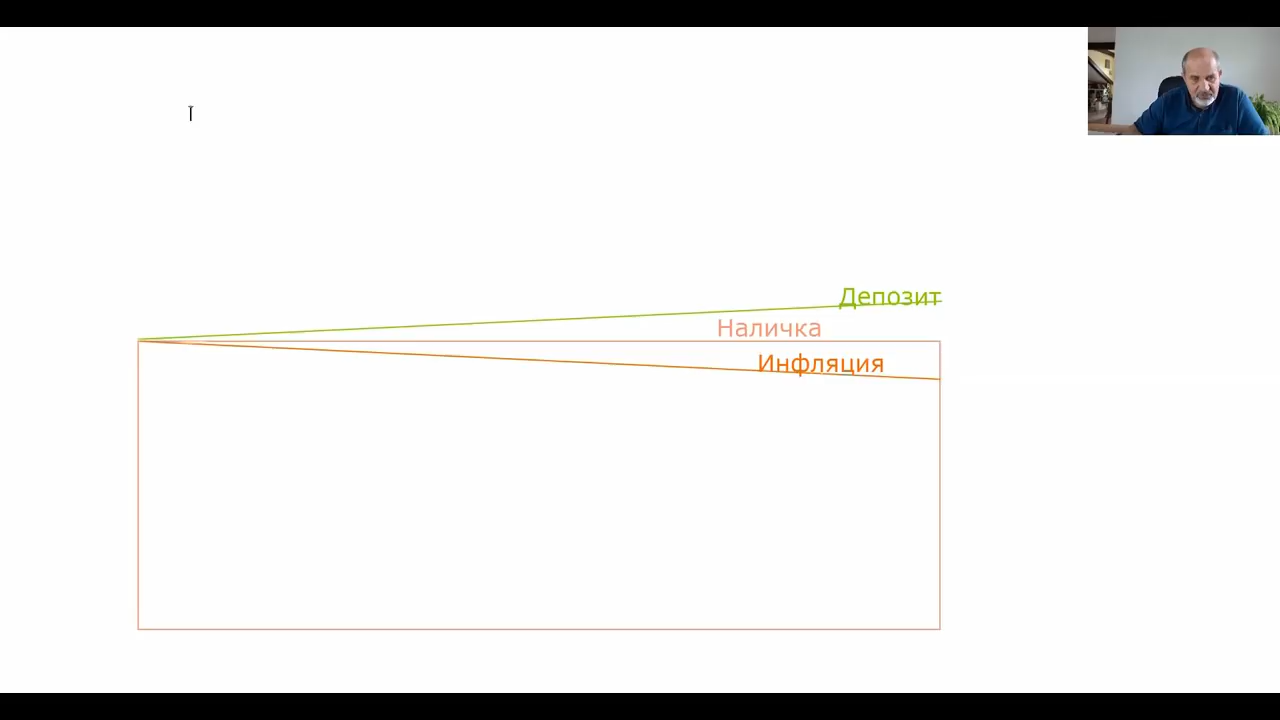 Депозит
Наличка
Инфляция